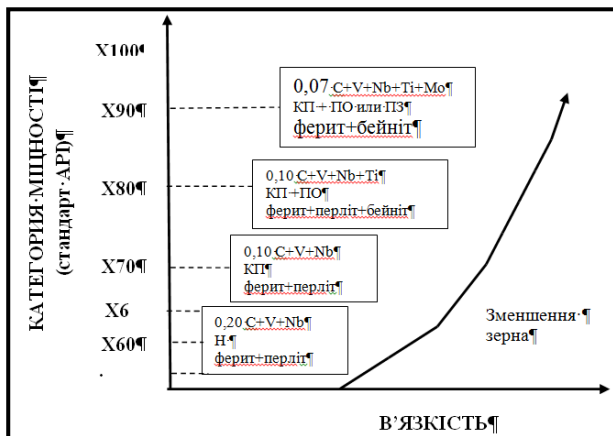 КАТЕГОРИЯ·МІЦНОСТІ¶
(стандарт·АРІ)¶
Х100¶
Х90¶
Х80¶
Х70¶
Х6
Х60¶
.
0,07·С+V+Nb+Ti+Mo¶
КП·+·ПО·или·ПЗ¶
ферит+бейніт¶
0,10·С+V+Nb+Ti¶
КП·+ПО¶
ферит+перліт+бейніт¶
0,10·С+V+Nb¶
КП¶
ферит+перліт¶
0,20·С+V+Nb¶
Н·¶
ферит+перліт¶
Зменшення·¶
зерна¶
В’ЯЗКІСТЬ¶